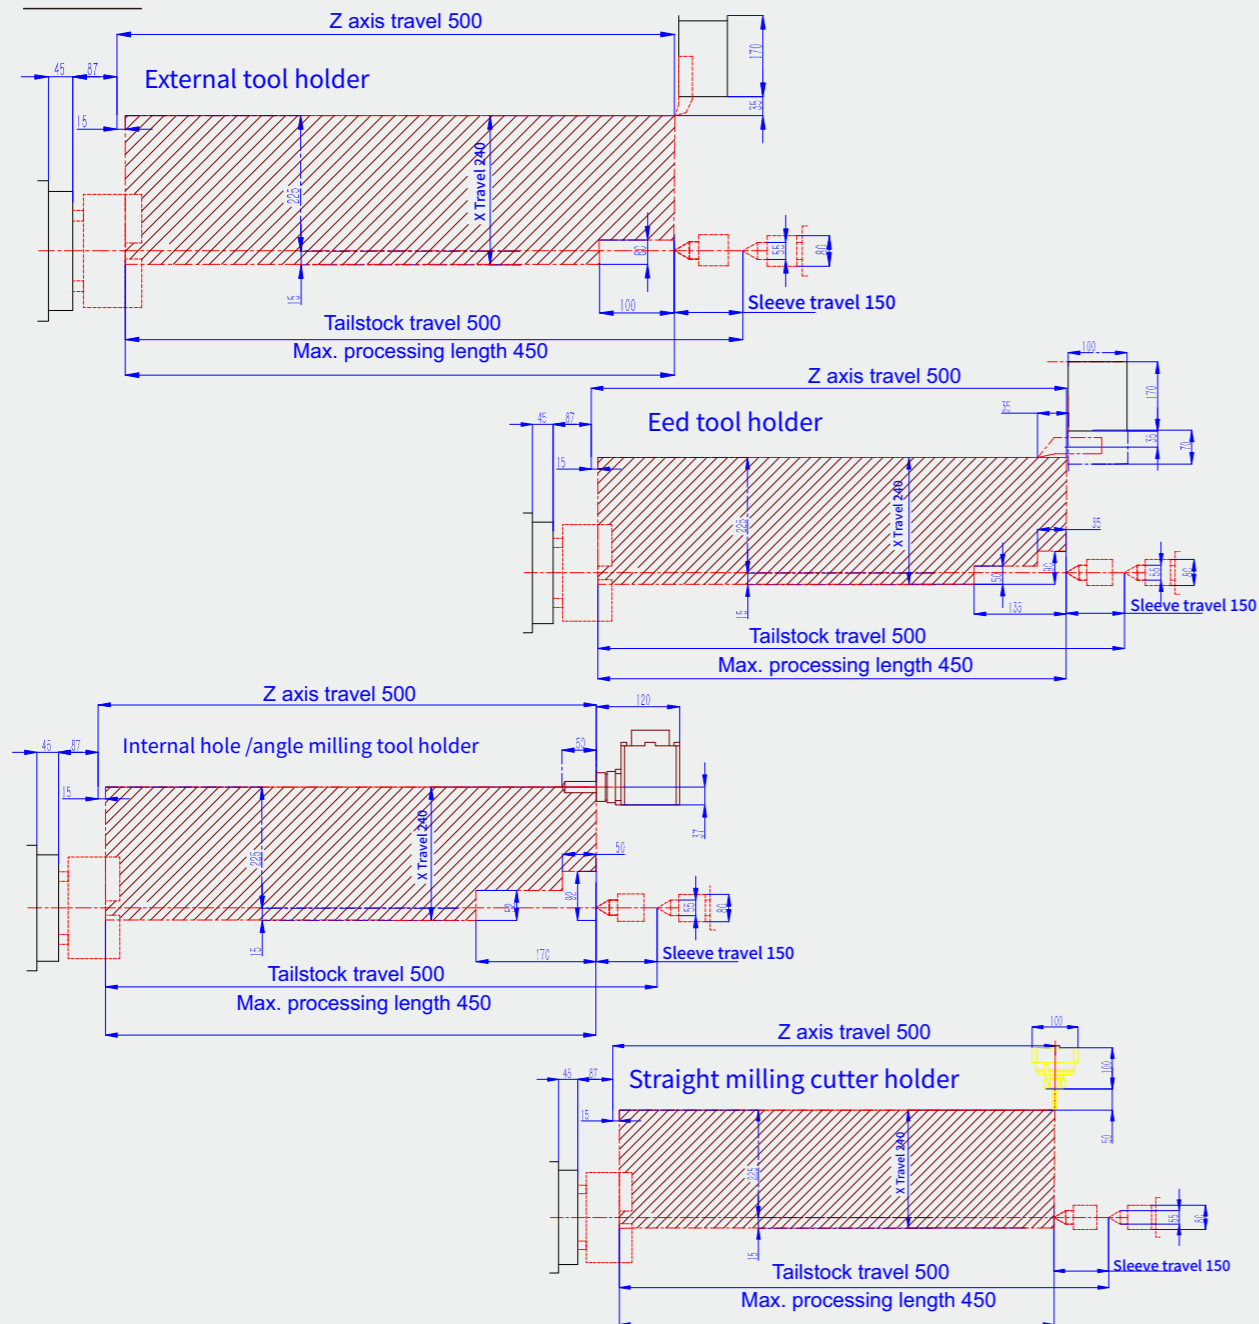 Z axis travel 500
45
87
170
External tool holder
35
15
225
X Travel 240
60
55
80
15
100
Sleeve travel 150
Tailstock travel 500
Max. processing length 450
100
Z axis travel 500
170
35
45
87
Eed tool holder
35
70
15
225
X Travel 240
50
90
55
80
15
135
Sleeve travel 150
Tailstock travel 500
Max. processing length 450
Z axis travel 500
120
45
87
Internal hole /angle milling tool holder
50
15
37
225
X Travel 240
50
52
92
55
80
15
170
Sleeve travel 150
Tailstock travel 500
Max. processing length 450
Z axis travel 500
100
45
87
Straight milling cutter holder
100
15
50
225
X Travel 240
55
80
15
Sleeve travel 150
Tailstock travel 500
Max. processing length 450